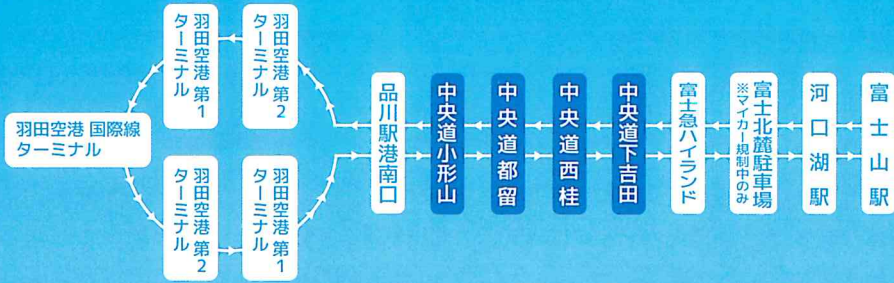 羽田空港 国際線
ターミナル
羽田空港 第1
ターミナル
羽田空港 第2
ターミナル
羽田空港 第2
ターミナル
羽田空港 第1
ターミナル
品川駅港南口
中央道小形山
中央道都留
中央道西桂
中央道下吉田
富士急ハイランド
富士北麓駐車場
※マイカー規制中のみ
河口湖駅
富士山駅